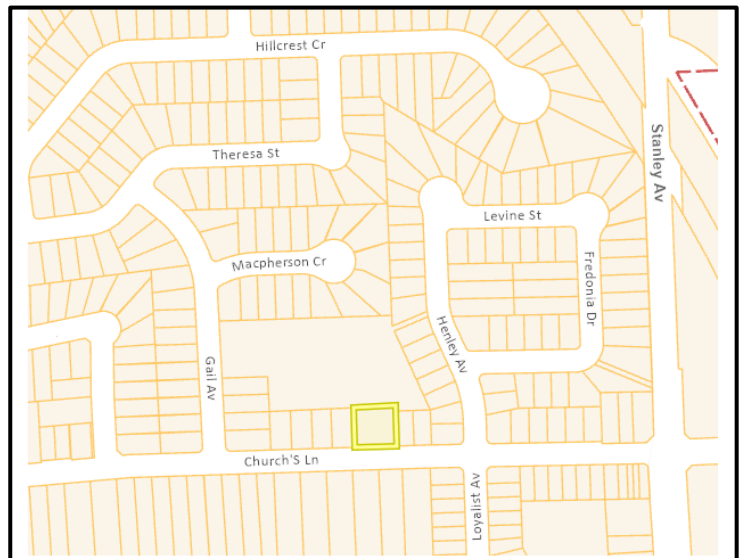 Hillcrest Cr
Stanley Av
Theresa St
Levine St
Macpherson Cr
Fredonia Dr
Henley Av
Gail Av
Church'S Ln
Loyalist Av